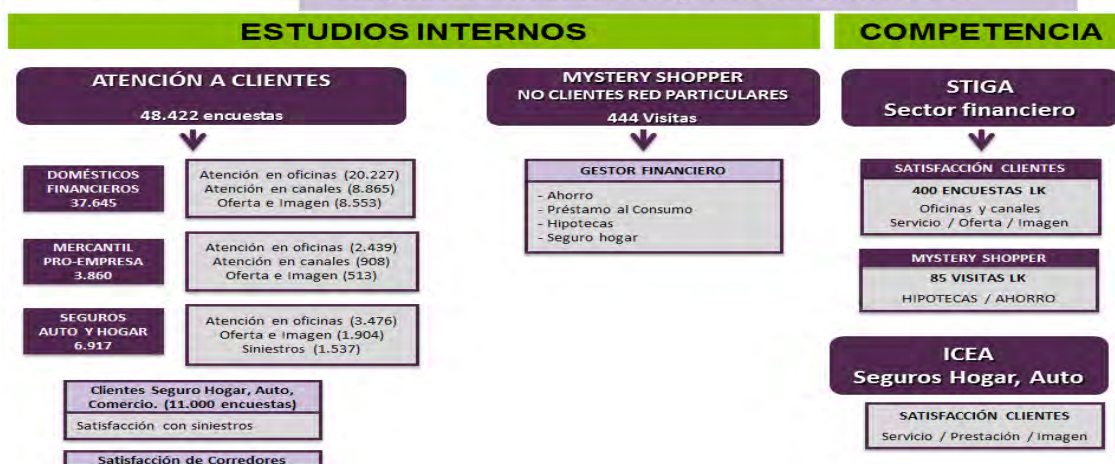 ESTUDIOS INTERNOS
ATENCIÓN A CLIENTES
48.422 encuestas
DOMÉSTICOS
FINANCIEROS
37.645
Atención en oficinas (20.227)
Atención en canales (8.865)
Oferta e Imagen (8.553)
MERCANTIL
PRO-EMPRESA
3.860
Atención en oficinas (2.439)
Atención en canales (908)
Oferta e Imagen (513)
SEGUROS
AUTO Y HOGAR
6.917
Atención en oficinas (3.476)
Oferta e Imagen (1.904)
Siniestros (1.537)
Clientes Seguro Hogar, Auto,
Comercio. (11.000 encuestas)
Satisfacción con siniestros
Satisfacción de Corredores
MYSTERY SHOPPER
NO CLIENTES RED PARTICULARES
444 Visitas
GESTOR FINANCIERO
- Ahorro
- Préstamo al Consumo
- Hipotecas
- Seguro hogar
COMPETENCIA
STIGA
Sector financiero
SATISFACCIÓN CLIENTES
400 ENCUESTAS LK
Oficinas y canales
Servicio / Oferta / Imagen
MYSTERY SHOPPER
85 VISITAS LK
HIPOTECAS / AHORRO
ICEA
Seguros Hogar, Auto
SATISFACCIÓN CLIENTES
Servicio / Prestación / Imagen